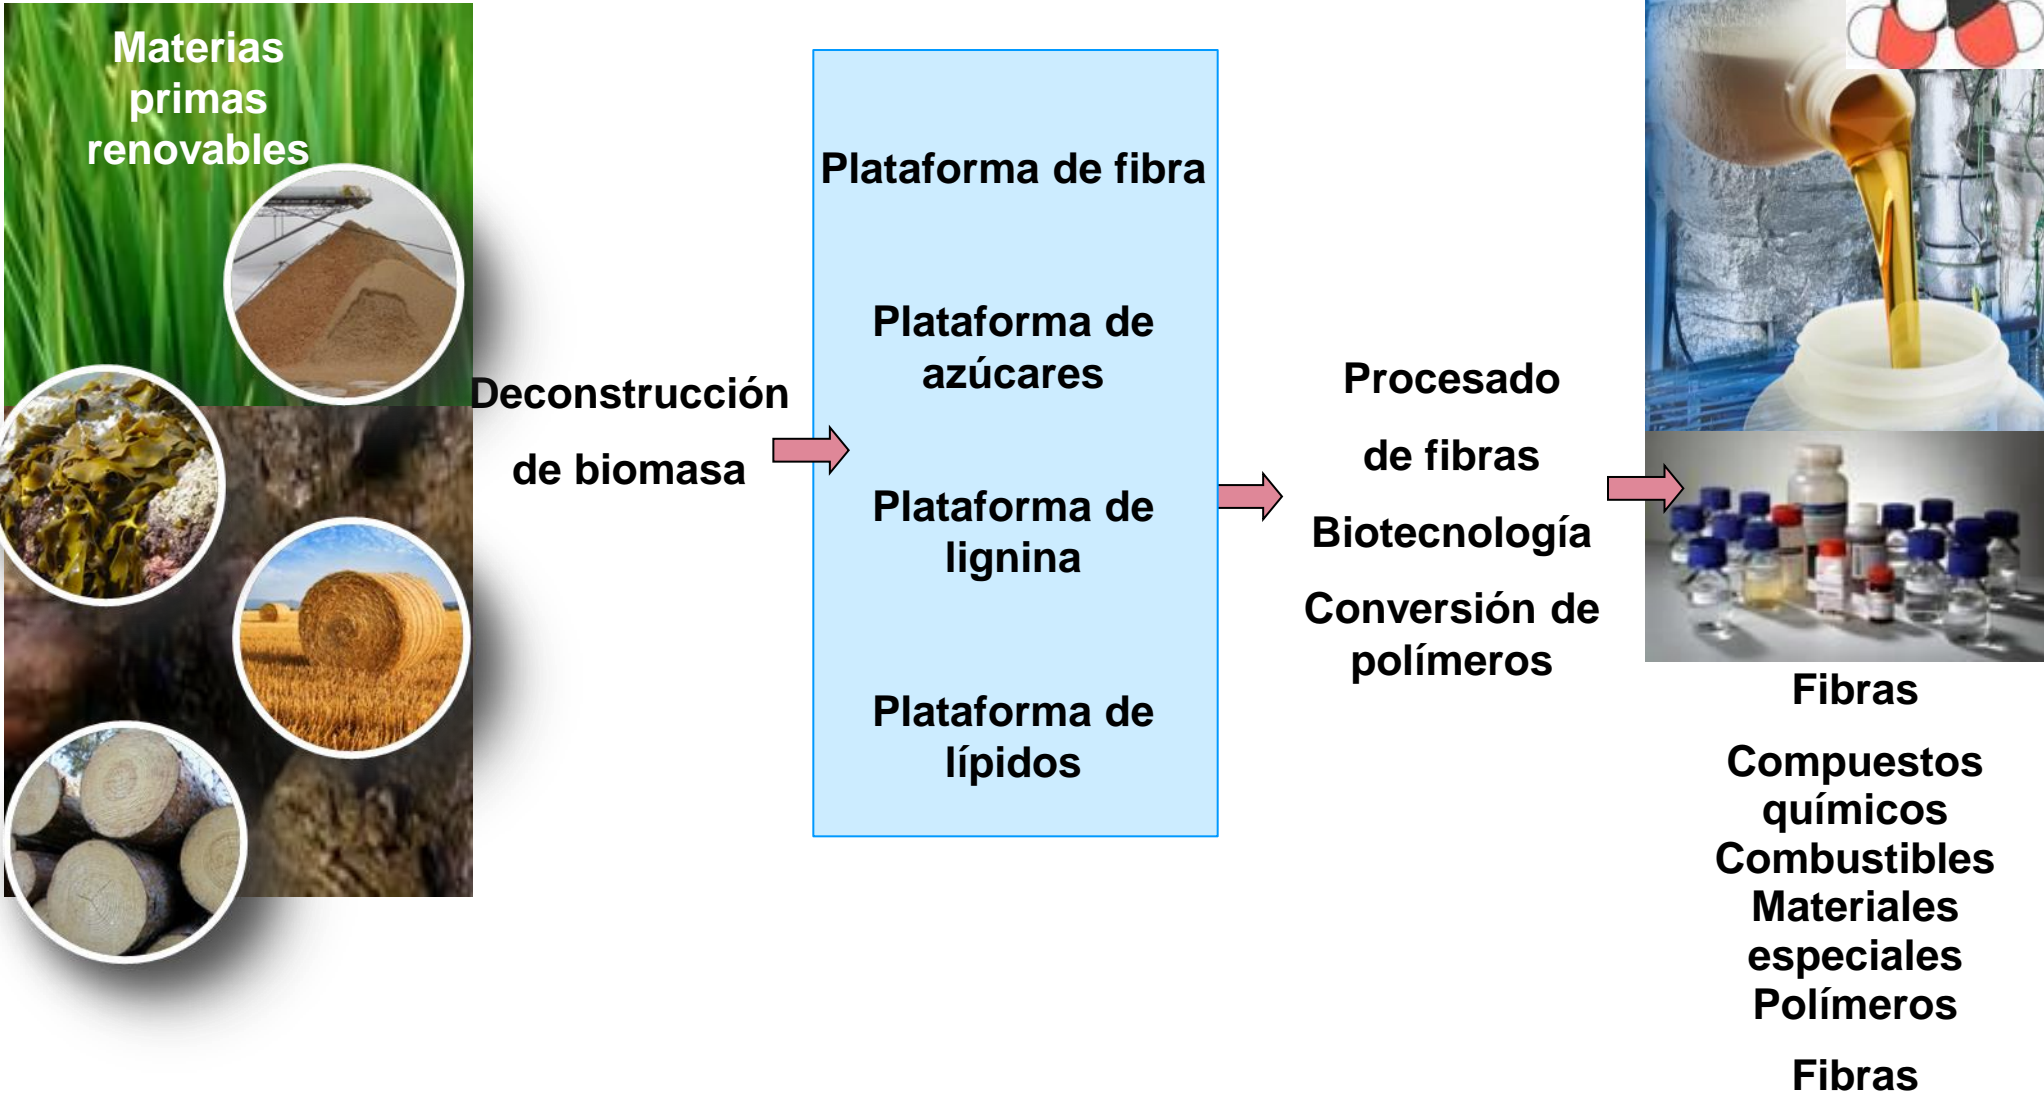 Materias
primas
renovables
Deconstrucción
de biomasa
Plataforma de fibra
Plataforma de
azúcares
Plataforma de
lignina
Plataforma de
lípidos
Procesado
de fibras
Biotecnología
Conversión de
polímeros
Fibras
Compuestos
químicos
Combustibles
Materiales
especiales
Polímeros
Fibras